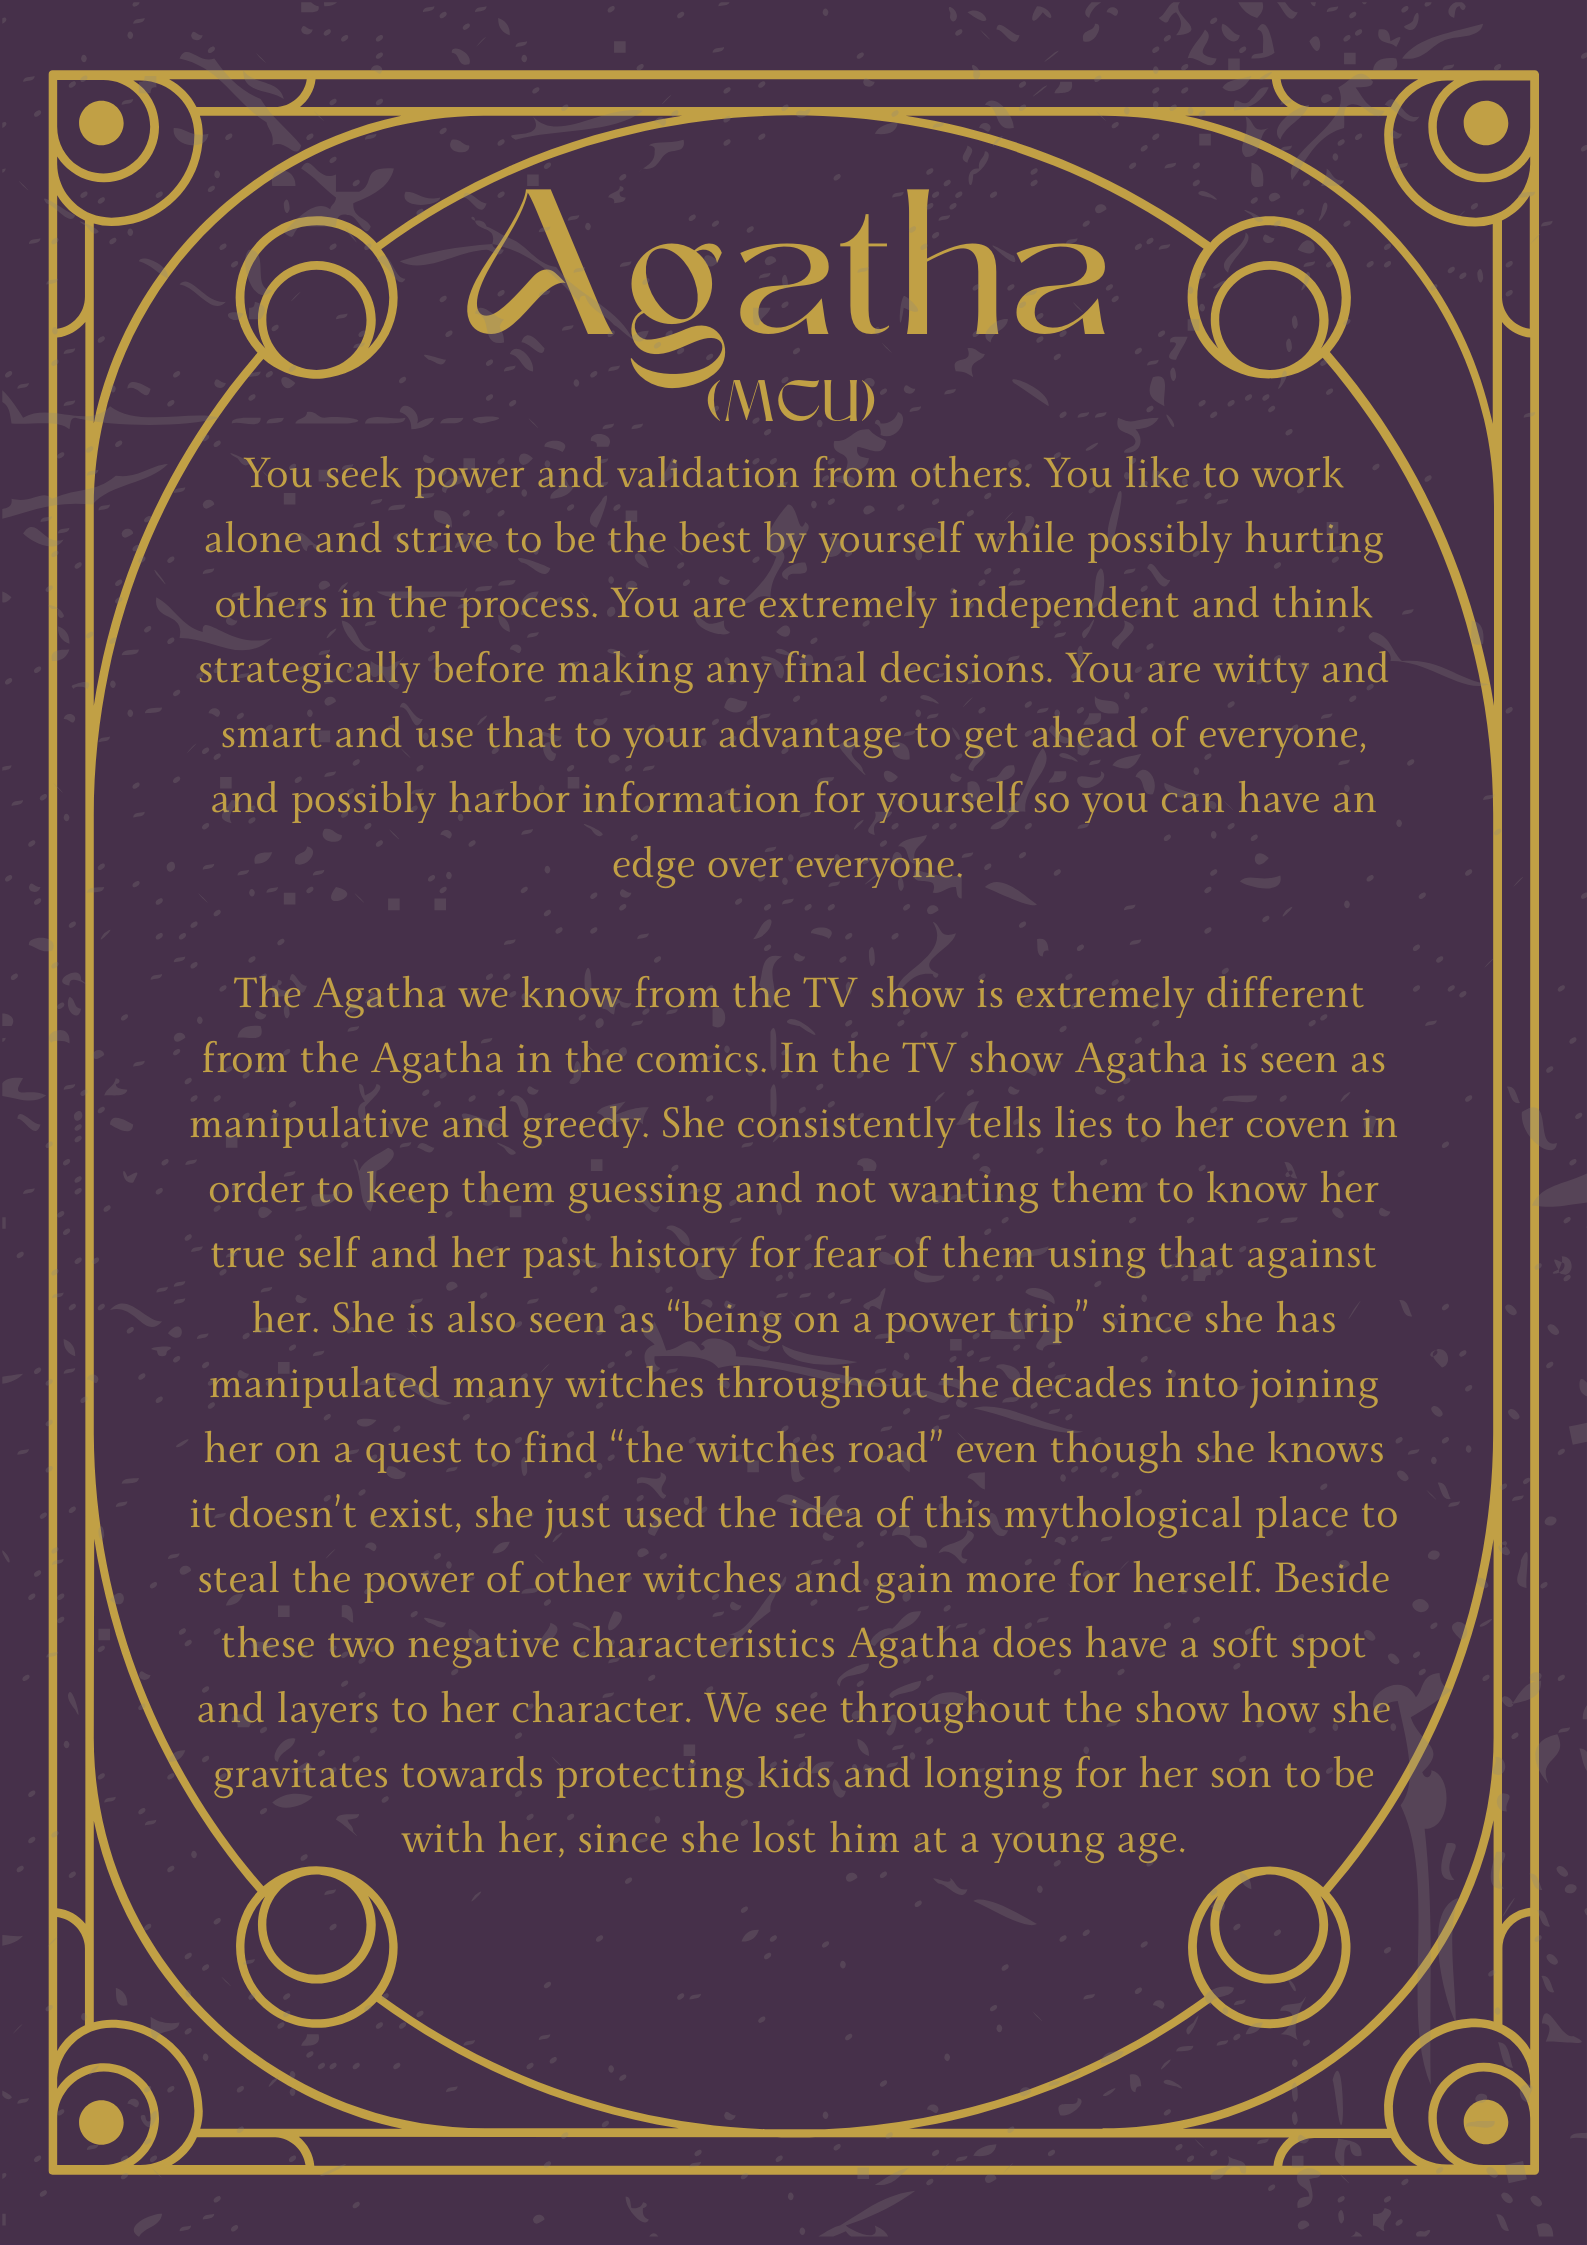 Agatha
(MCU)
You seek power and validation from others. You like to work
alone and strive to be the best by yourself while possibly hurting
others in the process. You are extremely independent and think
strategically before making any final decisions. You are witty and
smart and use that to your advantage to get ahead of everyone,
and possibly harbor information for yourself so you can have an
edge over everyone.
The Agatha we know from the TV show is extremely different
from the Agatha in the comics. In the TV show Agatha is seen as
manipulative and greedy. She consistently tells lies to her coven in
order to keep them guessing and not wanting them to know her
true self and her past history for fear of them using that against
her. She is also seen as “being on a power trip” since she has
manipulated many witches throughout the decades into joining
her on a quest to find “the witches road” even though she knows
it doesn’t exist, she just used the idea of this mythological place to
steal the power of other witches and gain more for herself. Beside
these two negative characteristics Agatha does have a soft spot
and layers to her character. We see throughout the show how she
gravitates towards protecting kids and longing for her son to be
with her, since she lost him at a young age.